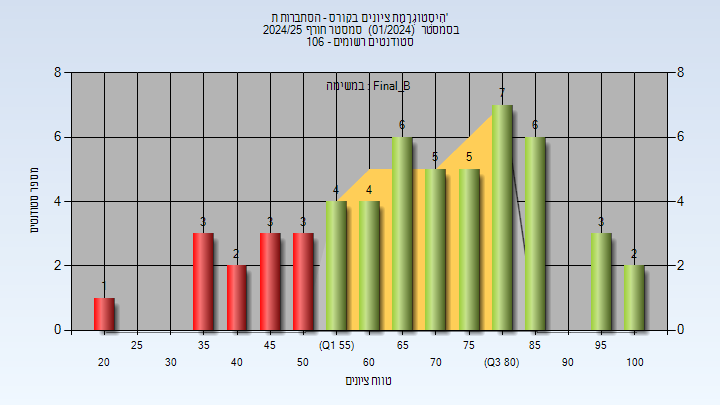 היסְטוֹגְרָמַת ציונים בקורס - הסתברות ת'
בסמסטר (01/2024) סמסטר חורף 2024/25
סטודנטים רשומים - 106
במשימה : Final_B
8 8
7
6 6 6 6
5 5
4 4 4 4
3 3 3 3
2 2 2 2
1
0 0
מספר סטודנטים
25 35 45 (Q1 55) 65 75 85 95
20 30 40 50 60 70 (Q3 80) 90 100
טווח ציונים